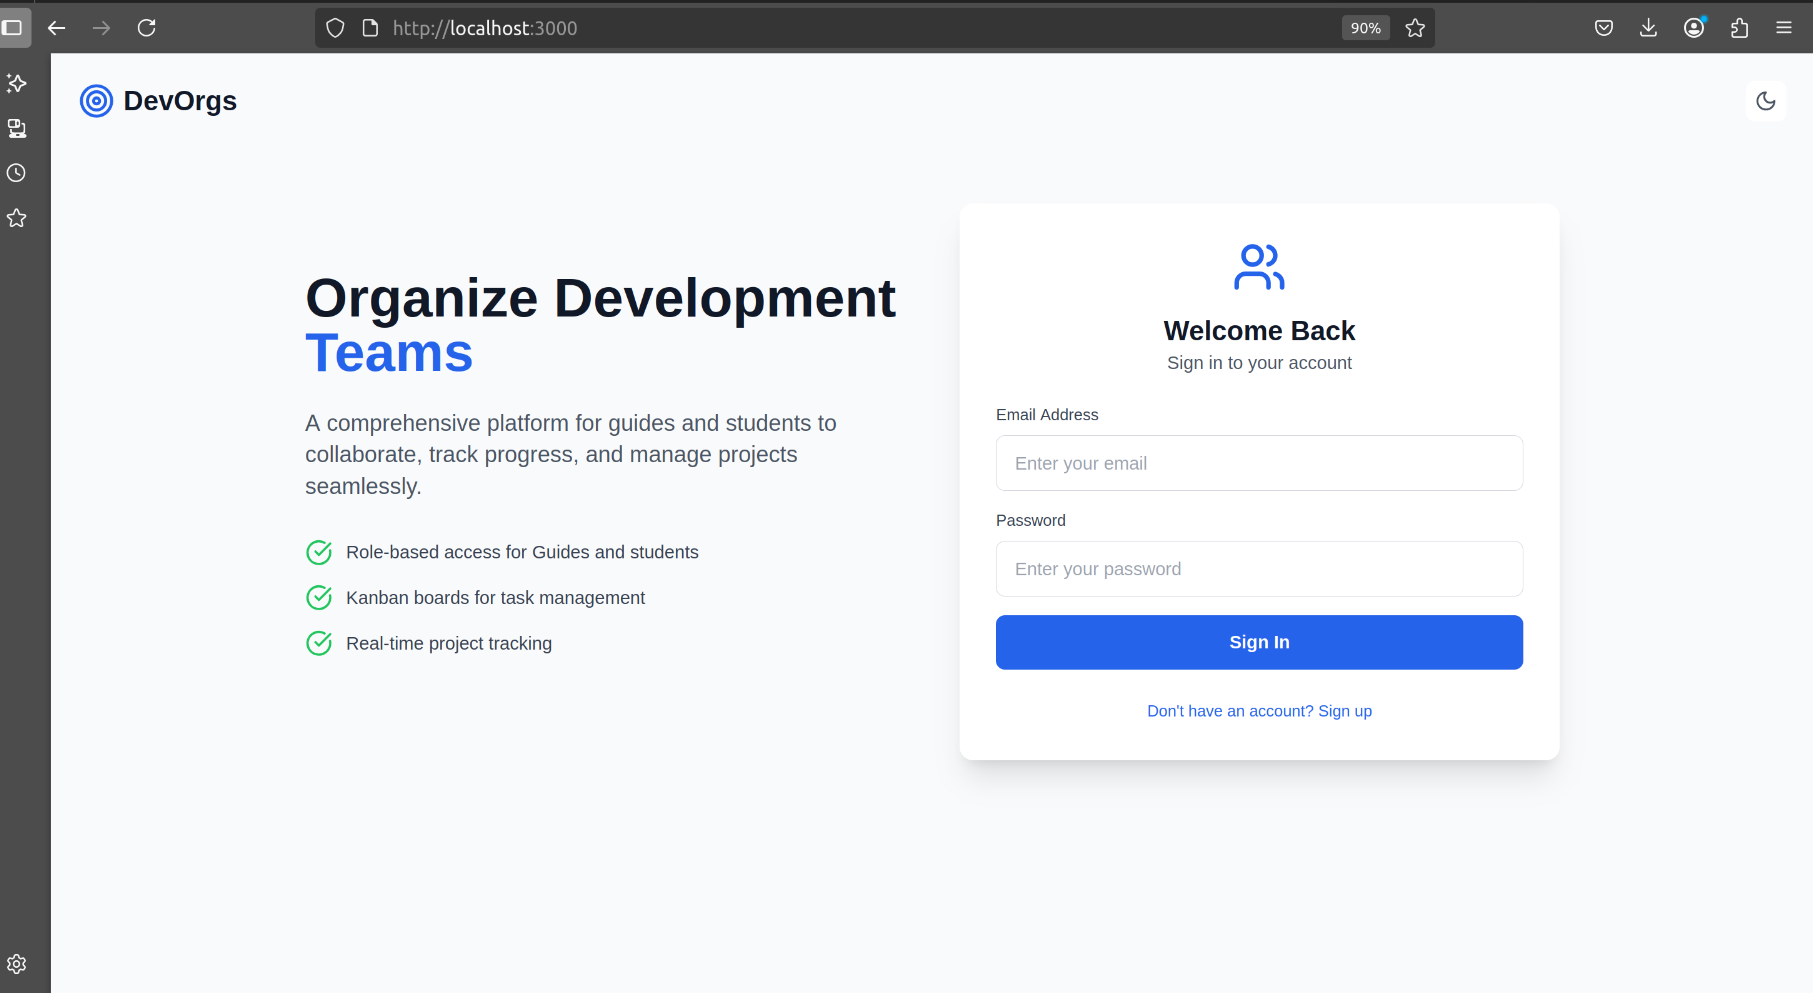 http://localhost:3000
90%
DevOrgs
Organize Development
Teams
A comprehensive platform for guides and students to
collaborate, track progress, and manage projects
seamlessly.
Role-based access for Guides and students
Kanban boards for task management
Real-time project tracking
Welcome Back
Sign in to your account
Email Address
Enter your email
Password
Enter your password
Sign In
Don't have an account? Sign up